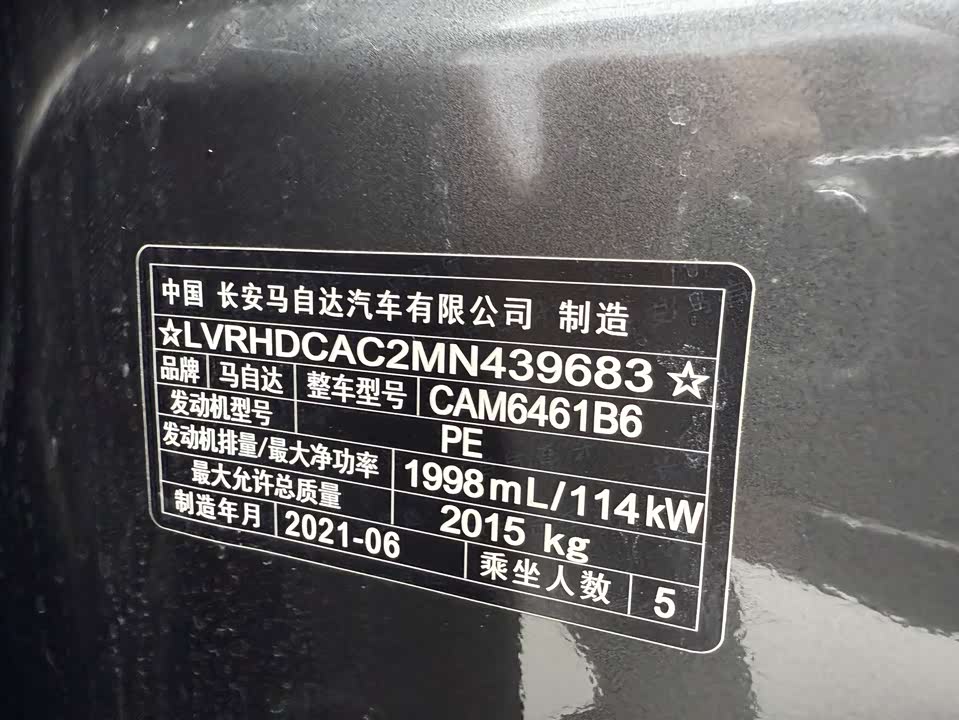 中国 长安马自达汽车有限公司 制造
☆LVRHDCAC2MN439683☆
品牌 马自达 整车型号 CAM6461B6
发动机型号 PE
发动机排量/最大净功率 1998mL/114kW
最大允许总质量 2015 kg
制造年月 2021-06 乘坐人数 5